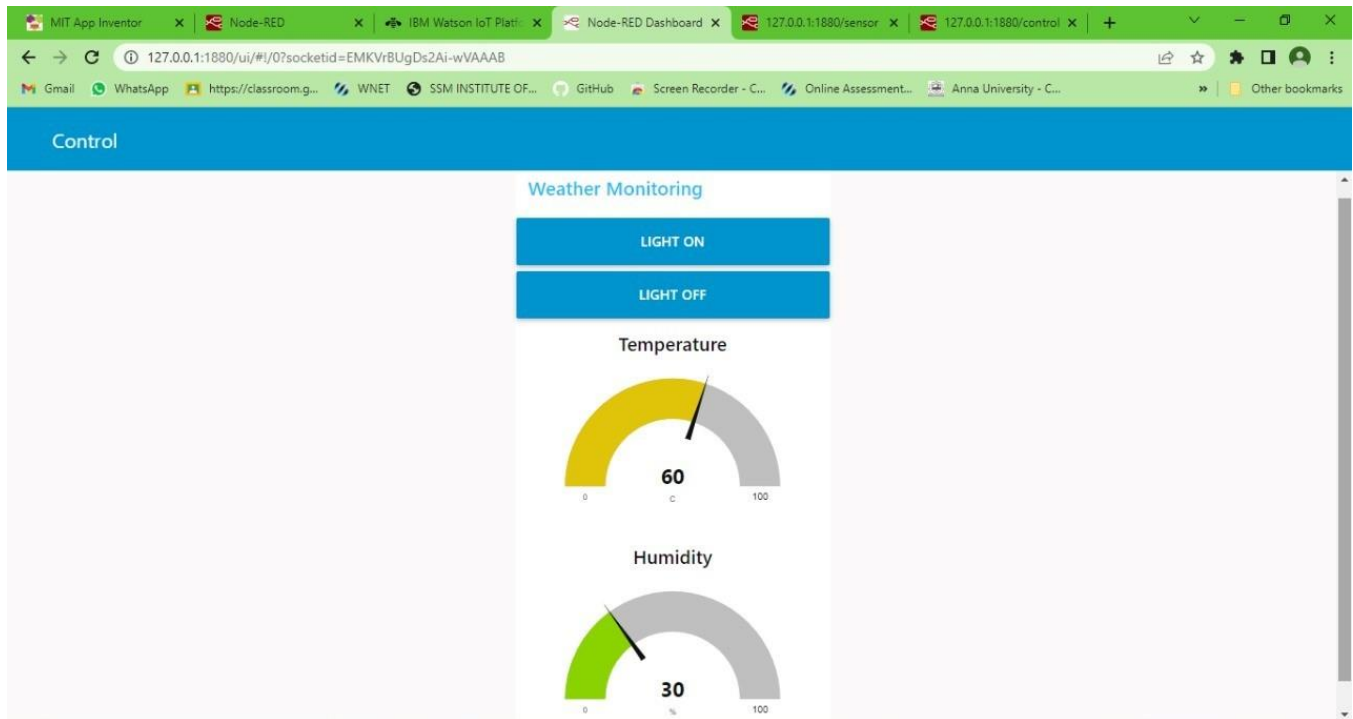 MIT App Inventor
Node-RED
IBM Watson IoT Platfo
Node-RED Dashboard
127.0.0.1:1880/sensor
127.0.0.1:1880/control
127.0.0.1:1880/ui/#!/0?socketid=EMKVrBUgDs2Ai-wVAAAB
Gmail
WhatsApp
https://classroom.g...
WNET
SSM INSTITUTE OF...
GitHub
Screen Recorder - C...
Online Assessment...
Anna University - C...
»
Other bookmarks
Control
Weather Monitoring
LIGHT ON
LIGHT OFF
Temperature
60
0 C 100
Humidity
30
0 % 100